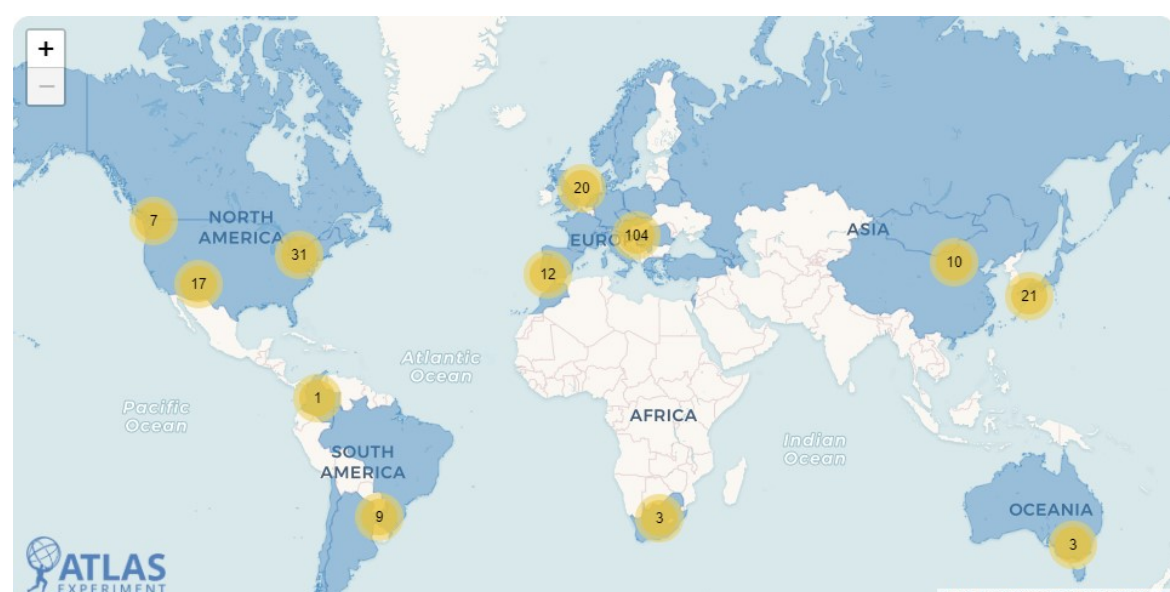 +
−
20
7
NORTH
AMERICA
104
ASIA
EUROP
31
10
12
17
21
Atlantic
Ocean
1
Pacific
Ocean
AFRICA
Indian
Ocean
SOUTH
AMERICA
OCEANIA
9
3
3
ATLAS
EXPERIMENT